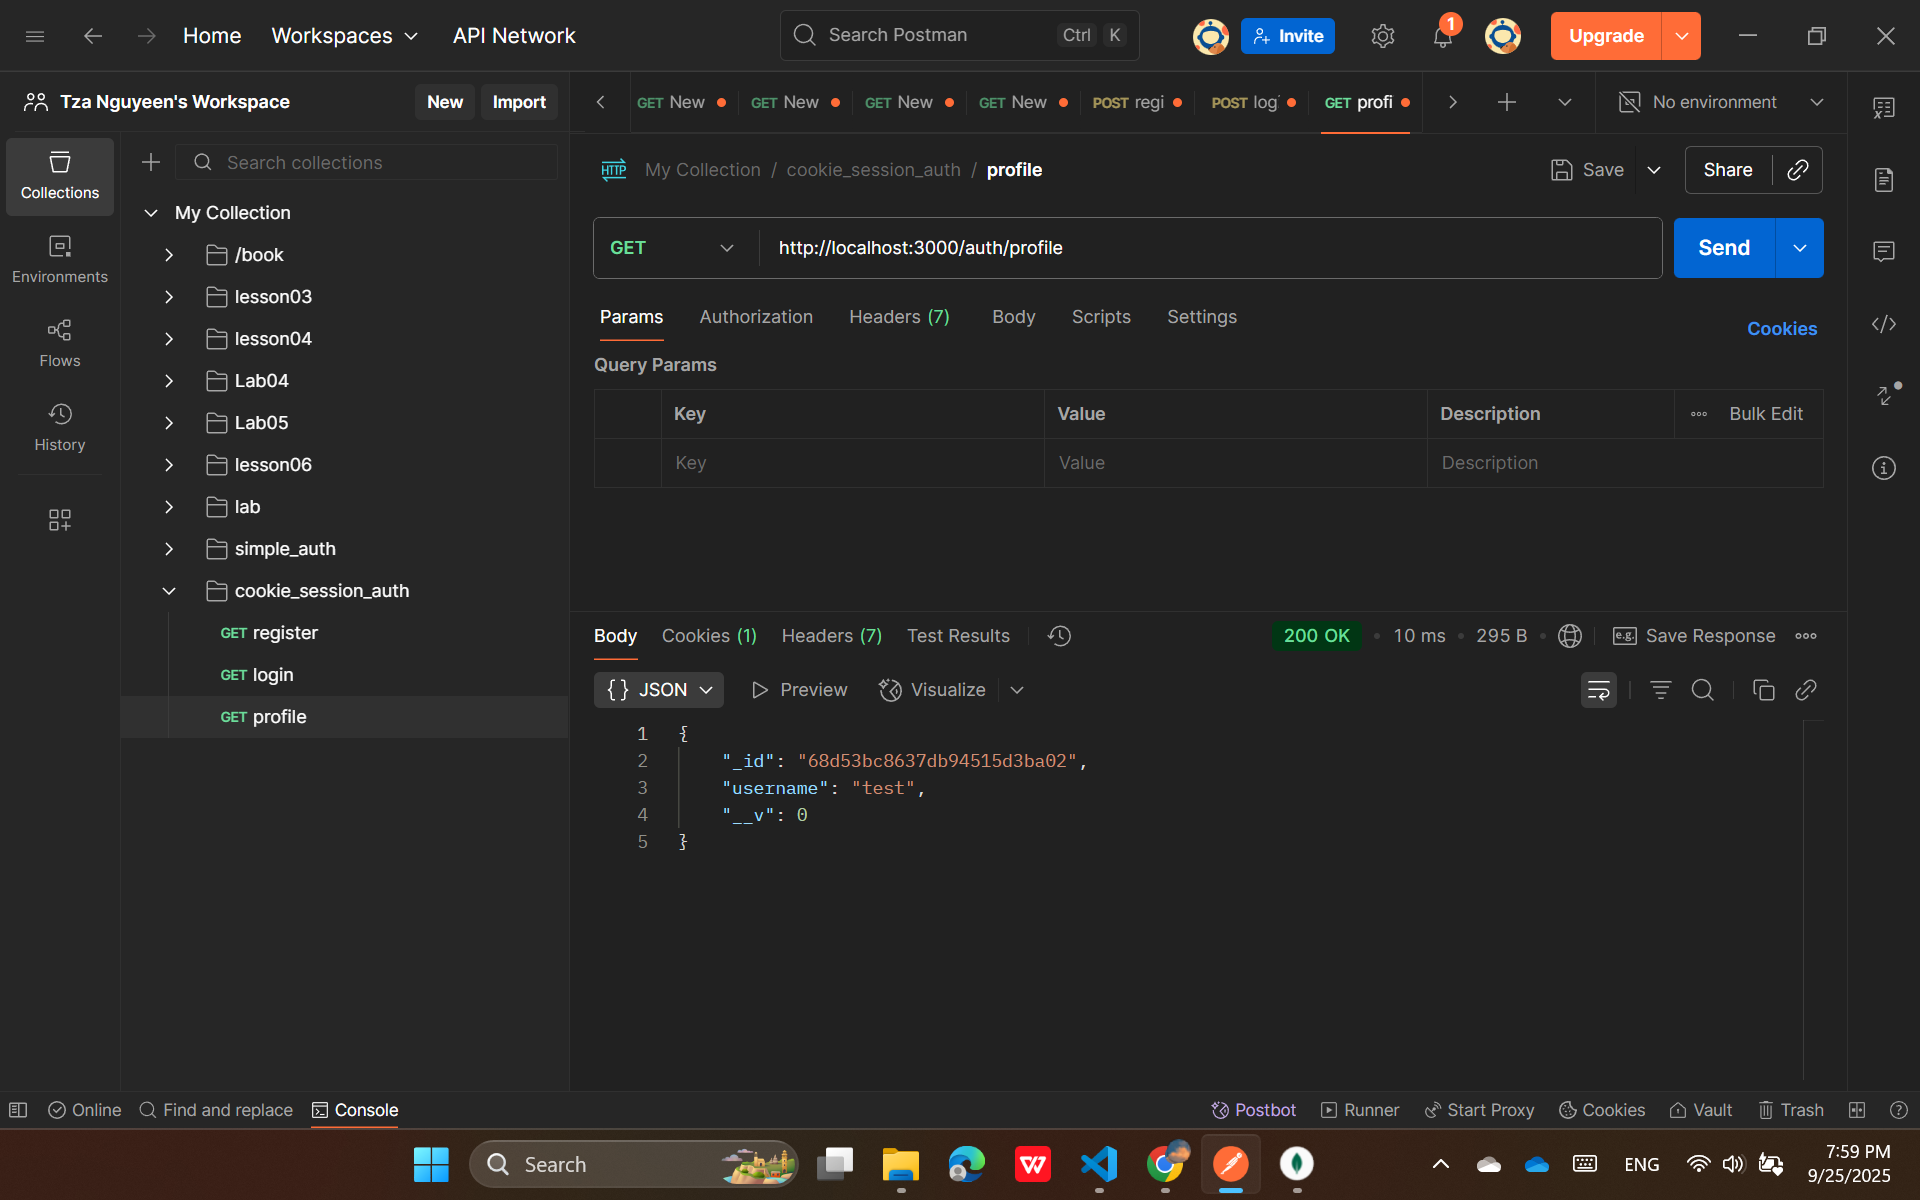 Home Workspaces API Network Search Postman Ctrl K Invite 1 Upgrade
Tza Nguyeen's Workspace New Import
GET New GET New GET New GET New POST regi POST log GET profi No environment
Collections
Search collections
Environments
Flows
History
My Collection
/book
lesson03
lesson04
Lab04
Lab05
lesson06
lab
simple_auth
cookie_session_auth
GET register
GET login
GET profile
HTTP My Collection / cookie_session_auth / profile Save Share
GET http://localhost:3000/auth/profile Send
Params Authorization Headers (7) Body Scripts Settings Cookies
Query Params
Key Value Description Bulk Edit
Key Value Description
Body Cookies (1) Headers (7) Test Results 200 OK • 10 ms • 295 B • e.g. Save Response
{} JSON Preview Visualize
1 {
2 "_id": "68d53bc8637db94515d3ba02",
3 "username": "test",
4 "__v": 0
5 }
Online Find and replace Console Postbot Runner Start Proxy Cookies Vault Trash
Search W ENG 7:59 PM
9/25/2025